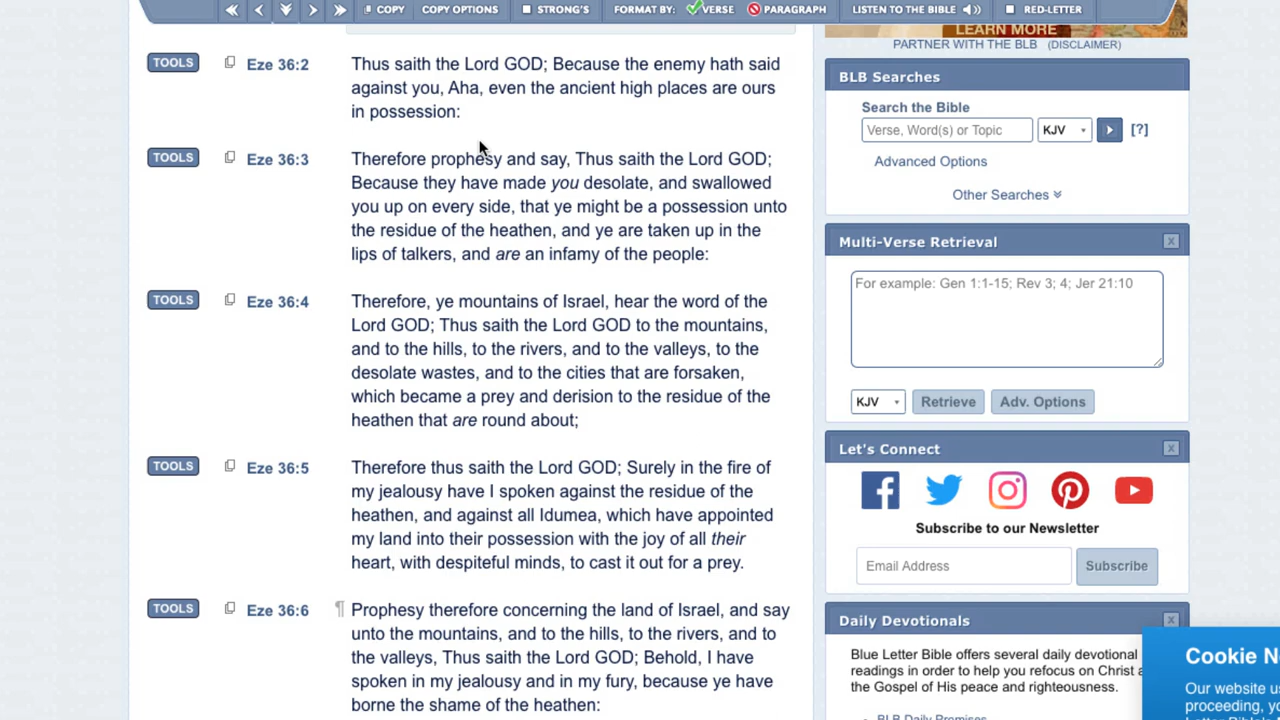 COPY COPY OPTIONS STRONG'S FORMAT BY: VERSE PARAGRAPH LISTEN TO THE BIBLE RED-LETTER
TOOLS Eze 36:2 Thus saith the Lord GOD; Because the enemy hath said
against you, Aha, even the ancient high places are ours
in possession:
TOOLS Eze 36:3 Therefore prophesy and say, Thus saith the Lord GOD;
Because they have made you desolate, and swallowed
you up on every side, that ye might be a possession unto
the residue of the heathen, and ye are taken up in the
lips of talkers, and are an infamy of the people:
TOOLS Eze 36:4 Therefore, ye mountains of Israel, hear the word of the
Lord GOD; Thus saith the Lord GOD to the mountains,
and to the hills, to the rivers, and to the valleys, to the
desolate wastes, and to the cities that are forsaken,
which became a prey and derision to the residue of the
heathen that are round about;
TOOLS Eze 36:5 Therefore thus saith the Lord GOD; Surely in the fire of
my jealousy have I spoken against the residue of the
heathen, and against all Idumea, which have appointed
my land into their possession with the joy of all their
heart, with despiteful minds, to cast it out for a prey.
TOOLS Eze 36:6 ¶ Prophesy therefore concerning the land of Israel, and say
unto the mountains, and to the hills, to the rivers, and to
the valleys, Thus saith the Lord GOD; Behold, I have
spoken in my jealousy and in my fury, because ye have
borne the shame of the heathen:
LEARN MORE
PARTNER WITH THE BLB (DISCLAIMER)
BLB Searches
Search the Bible
Verse, Word(s) or Topic KJV [?]
Advanced Options
Other Searches
Multi-Verse Retrieval X
For example: Gen 1:1-15; Rev 3; 4; Jer 21:10
KJV Retrieve Adv. Options
Let's Connect X
Subscribe to our Newsletter
Email Address Subscribe
Daily Devotionals X
Blue Letter Bible offers several daily devotional
readings in order to help you refocus on Christ a
the Gospel of His peace and righteousness.
BLB Daily Promises
Cookie N
Our website u
proceeding, yo